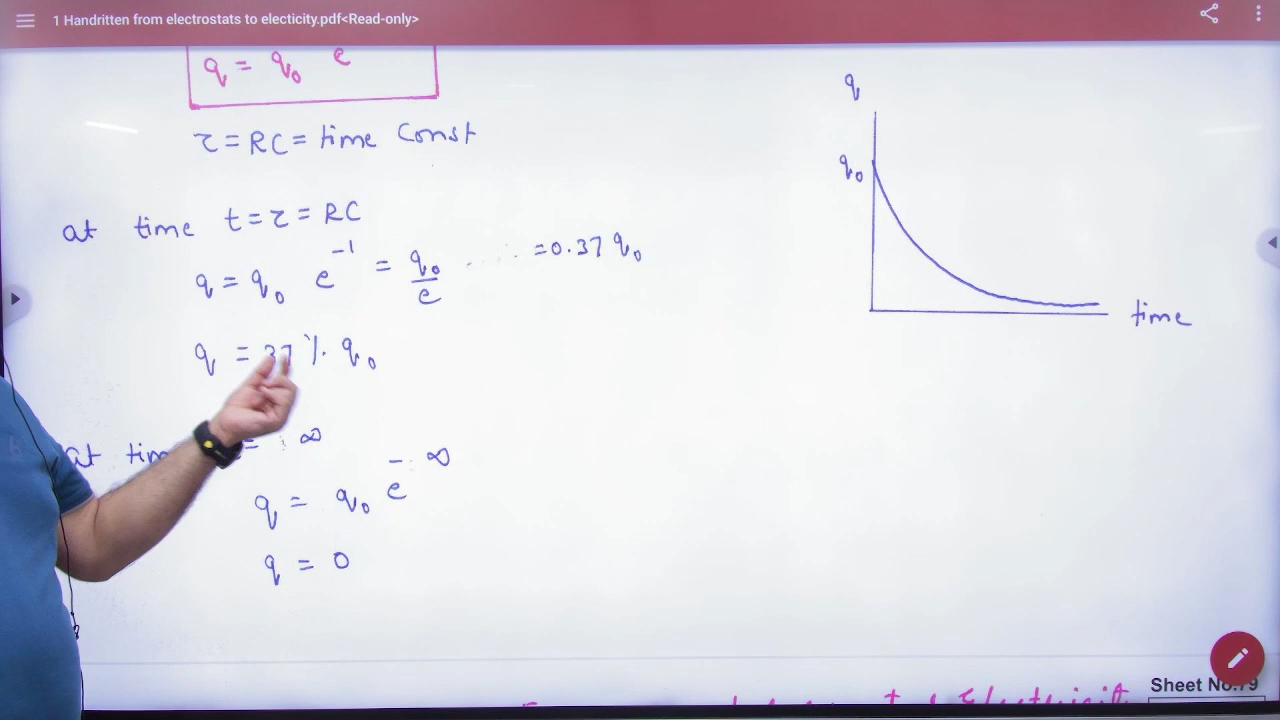 1 Handritten from electrostats to electicity.pdf<Read-only>
q = q₀ e
τ = RC = time Const
at time t = τ = RC
q = q₀ e⁻¹ = q₀/e ..... = 0.37 q₀
q = 37 %. q₀
at = ∞
q = q₀ e^-∞
q = 0
q
q₀
time
Sheet No.79